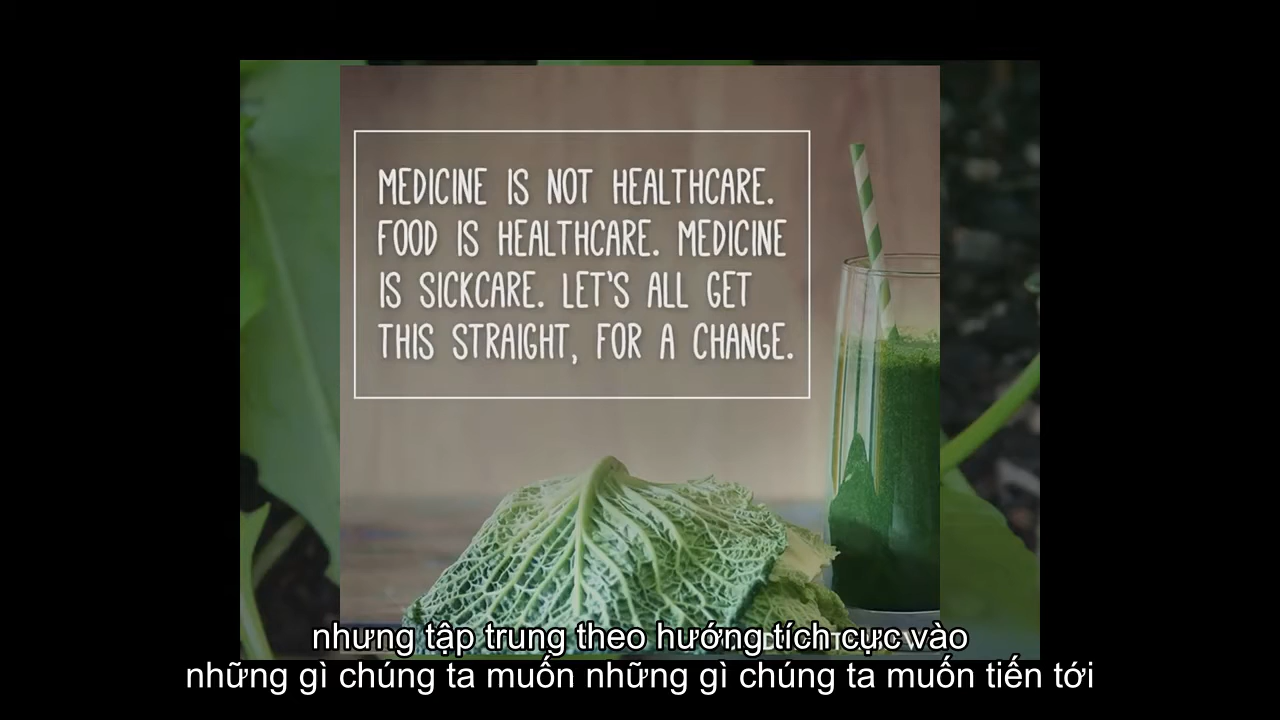 MEDICINE IS NOT HEALTHCARE.
FOOD IS HEALTHCARE. MEDICINE
IS SICKCARE. LET'S ALL GET
THIS STRAIGHT, FOR A CHANGE.
nhưng tập trung theo hướng tích cực vào
những gì chúng ta muốn những gì chúng ta muốn tiến tới